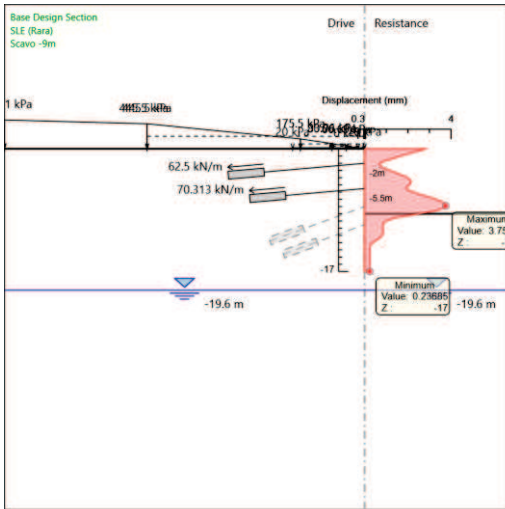 Base Design Section
SLE (Rara)
Scavo -9m
Drive
Resistance
Displacement (mm)
1 kPa
175.5 kPa
20 kPa
0.3
4
62.5 kN/m
70.313 kN/m
-2m
-5.5m
-17
Maximum
Value: 3.75
Z :
Minimum
Value: 0.23685
Z : -17
-19.6 m
-19.6 m